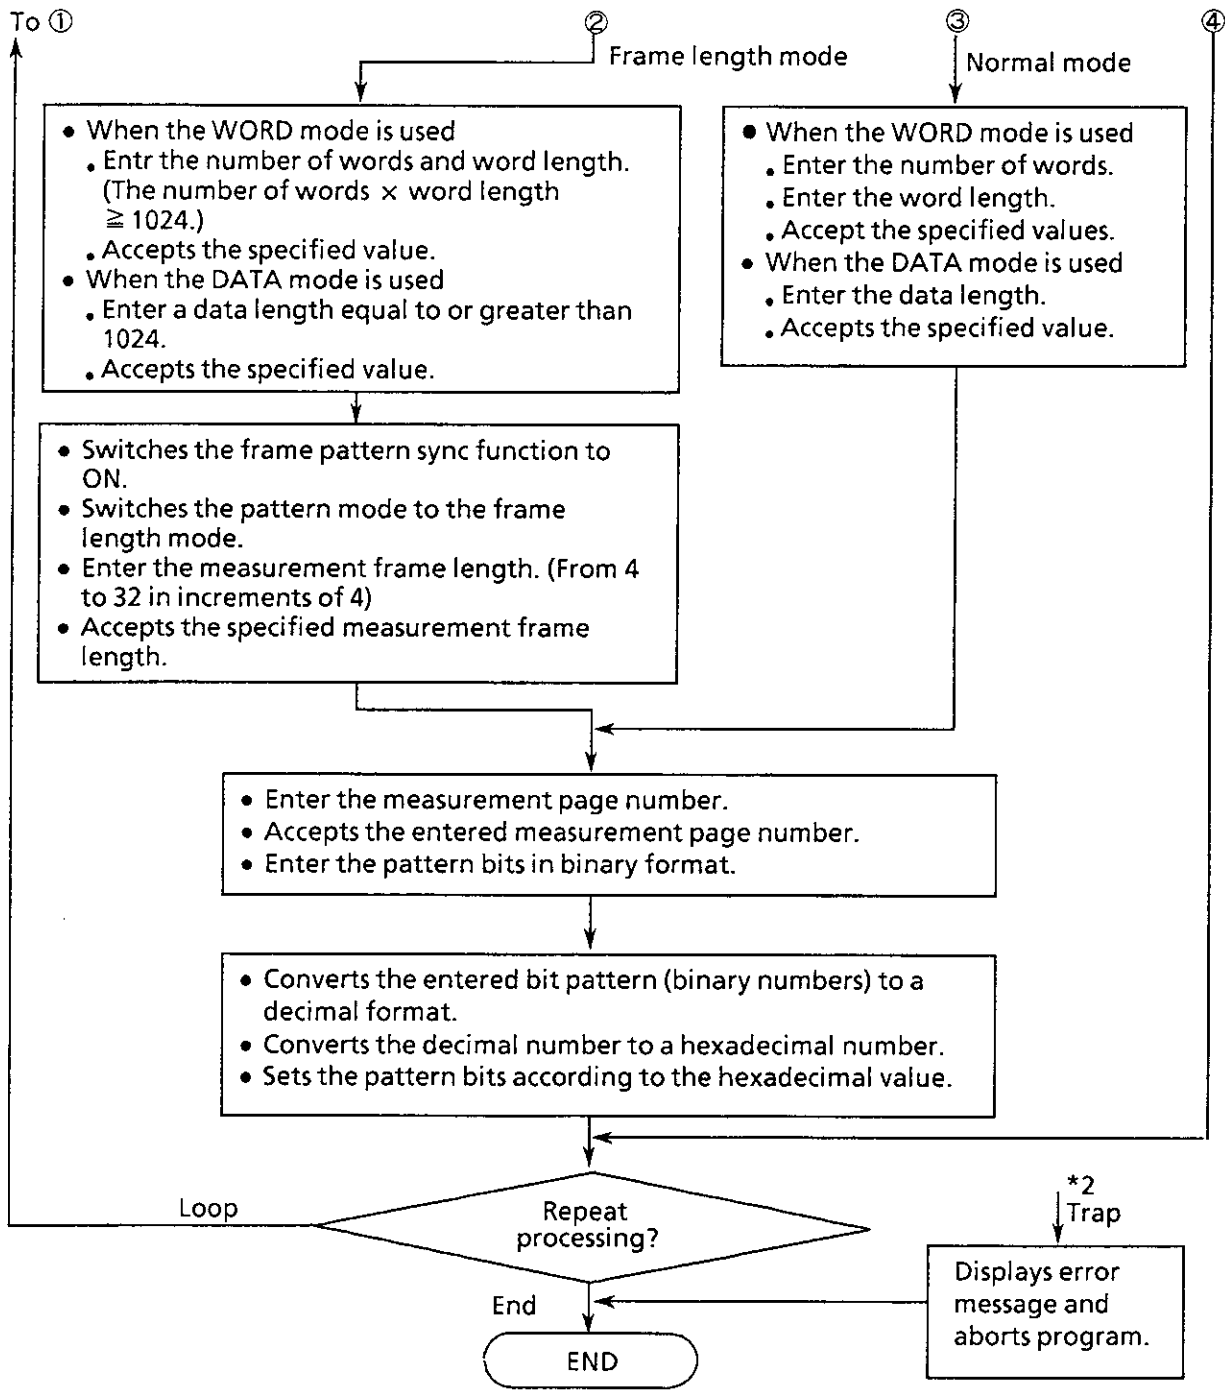 To ①
②
③
④
Frame length mode
Normal mode
• When the WORD mode is used
. Entr the number of words and word length.
(The number of words × word length
≧ 1024.)
. Accepts the specified value.
• When the DATA mode is used
. Enter a data length equal to or greater than
1024.
. Accepts the specified value.
• When the WORD mode is used
. Enter the number of words.
. Enter the word length.
. Accept the specified values.
• When the DATA mode is used
. Enter the data length.
. Accepts the specified value.
• Switches the frame pattern sync function to
ON.
• Switches the pattern mode to the frame
length mode.
• Enter the measurement frame length. (From 4
to 32 in increments of 4)
• Accepts the specified measurement frame
length.
• Enter the measurement page number.
• Accepts the entered measurement page number.
• Enter the pattern bits in binary format.
• Converts the entered bit pattern (binary numbers) to a
decimal format.
• Converts the decimal number to a hexadecimal number.
• Sets the pattern bits according to the hexadecimal value.
Loop
Repeat
processing?
*2
Trap
Displays error
message and
aborts program.
End
END